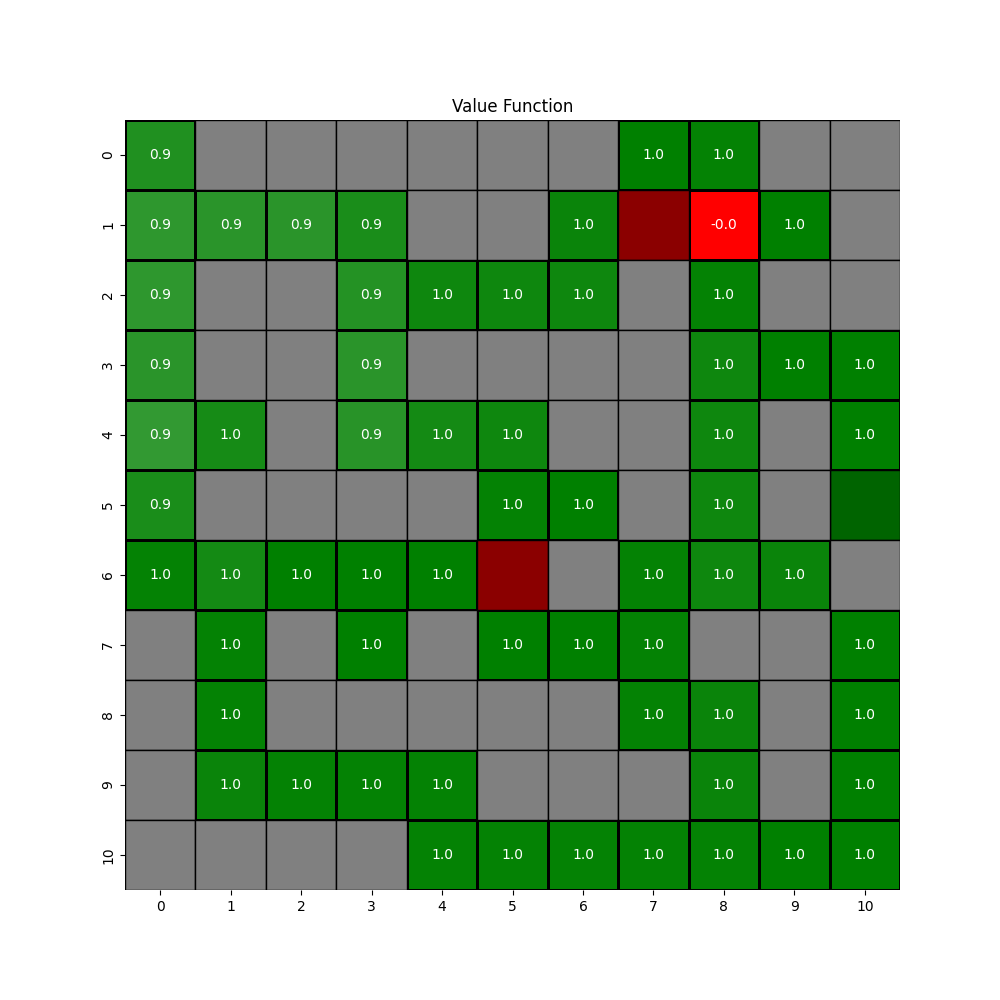 Value Function
0 0.9 1.0 1.0
1 0.9 0.9 0.9 0.9 1.0 -0.0 1.0
2 0.9 0.9 1.0 1.0 1.0 1.0
3 0.9 0.9 1.0 1.0 1.0
4 0.9 1.0 0.9 1.0 1.0 1.0 1.0
5 0.9 1.0 1.0 1.0
6 1.0 1.0 1.0 1.0 1.0 1.0 1.0 1.0
7 1.0 1.0 1.0 1.0 1.0 1.0
8 1.0 1.0 1.0 1.0
9 1.0 1.0 1.0 1.0 1.0 1.0
10 1.0 1.0 1.0 1.0 1.0 1.0 1.0
0 1 2 3 4 5 6 7 8 9 10